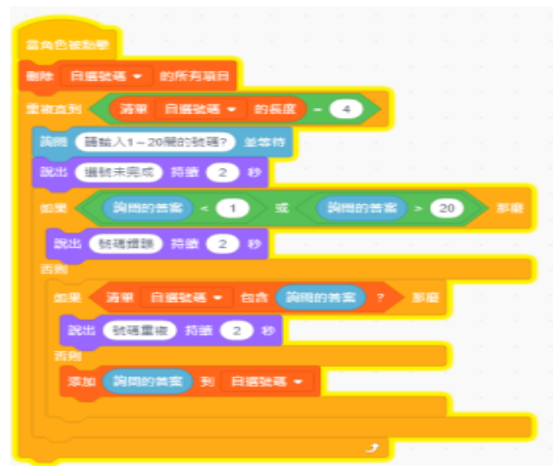 當角色被點擊
刪除 自選號碼 的所有項目
重複直到 清單 自選號碼 的長度 = 4
詢問 請輸入1~20間的號碼? 並等待
說出 選號未完成 持續 2 秒
如果 詢問的答案 < 1 或 詢問的答案 > 20 那麼
說出 號碼錯誤 持續 2 秒
否則
如果 清單 自選號碼 包含 詢問的答案 ? 那麼
說出 號碼重複 持續 2 秒
否則
添加 詢問的答案 到 自選號碼